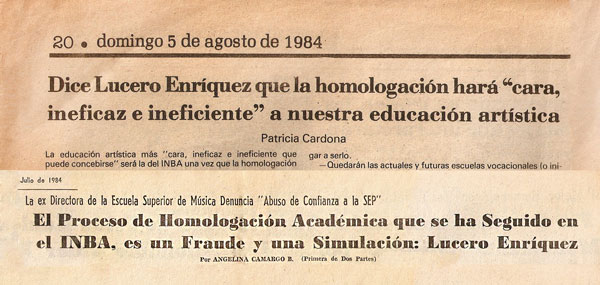 20 • domingo 5 de agosto de 1984
Dice Lucero Enríquez que la homologación hará “cara,
ineficaz e ineficiente” a nuestra educación artística
Patricia Cardona
La educación artística más “cara, ineficaz e ineficiente que
puede concebirse” será la del INBA una vez que la homologación
gar a serlo.
—Quedarán las actuales y futuras escuelas vocacionales (o ini-
Julio de 1984
La ex Directora de la Escuela Superior de Música Denuncia "Abuso de Confianza a la SEP"
El Proceso de Homologación Académica que se ha Seguido en
el INBA, es un Fraude y una Simulación: Lucero Enríquez
Por ANGELINA CAMARGO B. (Primera de Dos Partes)